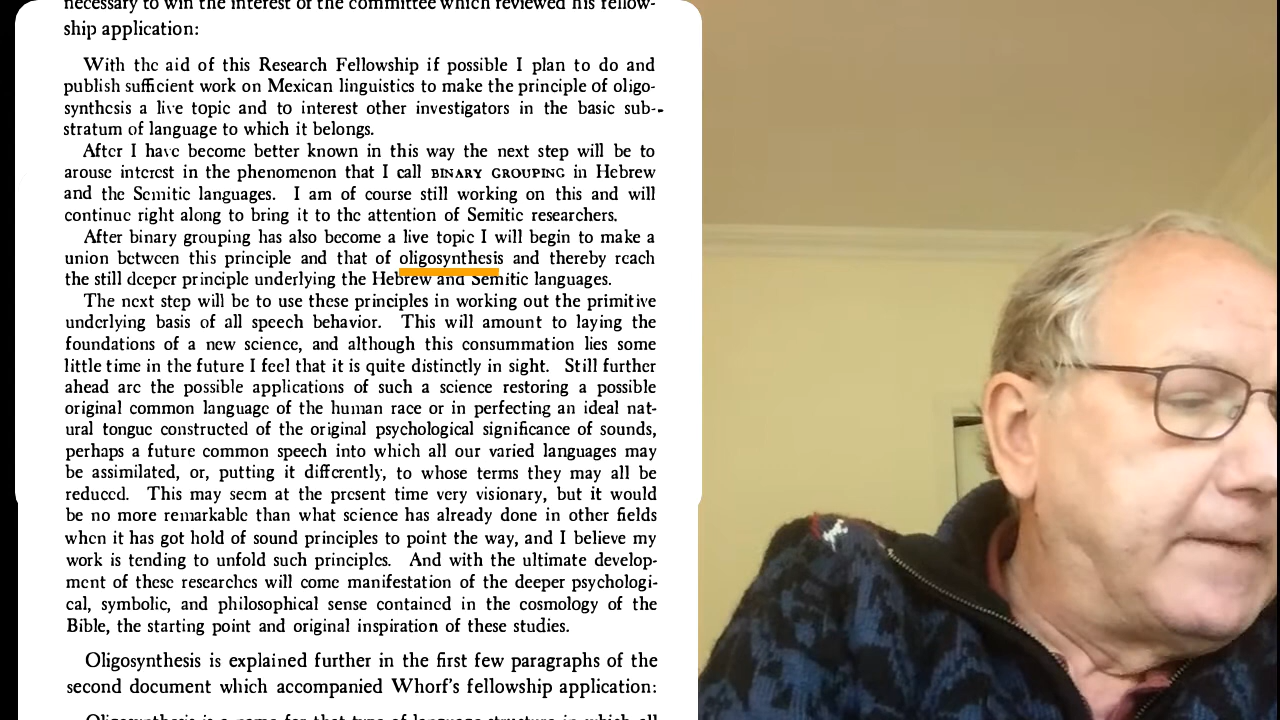 necessary to win the interest of the committee which reviewed his fellow-
ship application:
With the aid of this Research Fellowship if possible I plan to do and
publish sufficient work on Mexican linguistics to make the principle of oligo-
synthesis a live topic and to interest other investigators in the basic sub-
stratum of language to which it belongs.
After I have become better known in this way the next step will be to
arouse interest in the phenomenon that I call BINARY GROUPING in Hebrew
and the Semitic languages. I am of course still working on this and will
continue right along to bring it to the attention of Semitic researchers.
After binary grouping has also become a live topic I will begin to make a
union between this principle and that of oligosynthesis and thereby reach
the still deeper principle underlying the Hebrew and Semitic languages.
The next step will be to use these principles in working out the primitive
underlying basis of all speech behavior. This will amount to laying the
foundations of a new science, and although this consummation lies some
little time in the future I feel that it is quite distinctly in sight. Still further
ahead are the possible applications of such a science restoring a possible
original common language of the human race or in perfecting an ideal nat-
ural tongue constructed of the original psychological significance of sounds,
perhaps a future common speech into which all our varied languages may
be assimilated, or, putting it differently, to whose terms they may all be
reduced. This may seem at the present time very visionary, but it would
be no more remarkable than what science has already done in other fields
when it has got hold of sound principles to point the way, and I believe my
work is tending to unfold such principles. And with the ultimate develop-
ment of these researches will come manifestation of the deeper psychologi-
cal, symbolic, and philosophical sense contained in the cosmology of the
Bible, the starting point and original inspiration of these studies.
Oligosynthesis is explained further in the first few paragraphs of the
second document which accompanied Whorf's fellowship application:
Oligosynthesis is a name for that type of language structure in which all